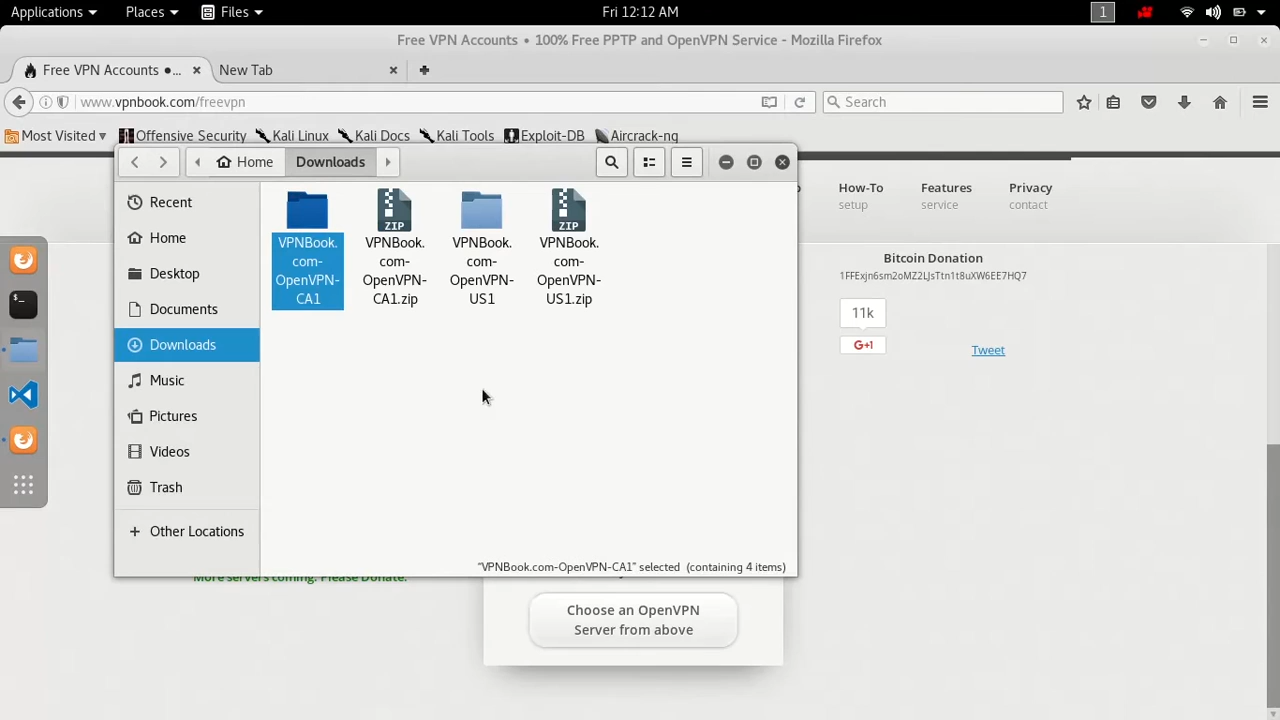 Applications
Places
Files
Fri 12:12 AM
1
Free VPN Accounts • 100% Free PPTP and OpenVPN Service - Mozilla Firefox
Free VPN Accounts ●...
New Tab
www.vpnbook.com/freevpn
Search
Most Visited
Offensive Security
Kali Linux
Kali Docs
Kali Tools
Exploit-DB
Aircrack-ng
Home
Downloads
How-To
setup
Features
service
Privacy
contact
Recent
Home
Desktop
Documents
Downloads
Music
Pictures
Videos
Trash
Other Locations
VPNBook.
com-
OpenVPN-
CA1
ZIP
VPNBook.
com-
OpenVPN-
CA1.zip
VPNBook.
com-
OpenVPN-
US1
ZIP
VPNBook.
com-
OpenVPN-
US1.zip
"VPNBook.com-OpenVPN-CA1" selected (containing 4 items)
Bitcoin Donation
1FFExjn6sm2oMZ2LJsTtn1t8uXW6EE7HQ7
11k
G+1
Tweet
More servers coming. Please Donate.
Choose an OpenVPN
Server from above